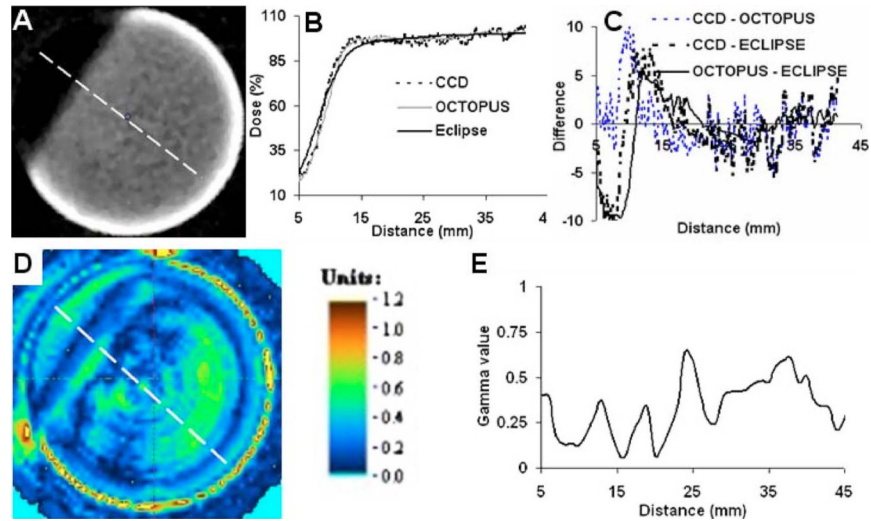 A
B
C
110
85
60
35
10
Dose (%)
CCD
OCTOPUS
Eclipse
5
15
25
35
4
Distance (mm)
CCD - OCTOPUS
CCD - ECLIPSE
OCTOPUS - ECLIPSE
10
5
0
-5
-10
Difference
5
15
25
35
45
Distance (mm)
D
Units:
1.2
1.0
0.8
0.6
0.4
0.2
0.0
E
1
0.75
0.5
0.25
0
Gamma value
5
15
25
35
45
Distance (mm)